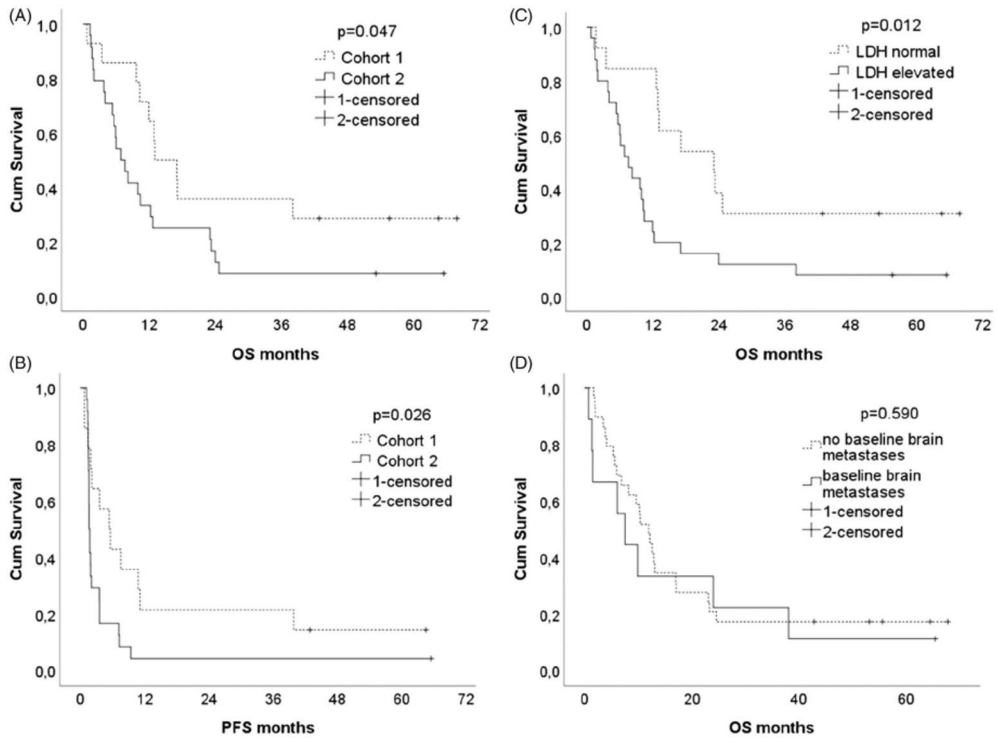 (A)
p=0.047
Cohort 1
Cohort 2
1-censored
2-censored
Cum Survival
1,0
0,8
0,6
0,4
0,2
0,0
0 12 24 36 48 60 72
OS months
(C)
p=0.012
LDH normal
LDH elevated
1-censored
2-censored
Cum Survival
1,0
0,8
0,6
0,4
0,2
0,0
0 12 24 36 48 60 72
OS months
(B)
p=0.026
Cohort 1
Cohort 2
1-censored
2-censored
Cum Survival
1,0
0,8
0,6
0,4
0,2
0,0
0 12 24 36 48 60 72
PFS months
(D)
p=0.590
no baseline brain
metastases
baseline brain
metastases
1-censored
2-censored
Cum Survival
1,0
0,8
0,6
0,4
0,2
0,0
0 20 40 60
OS months